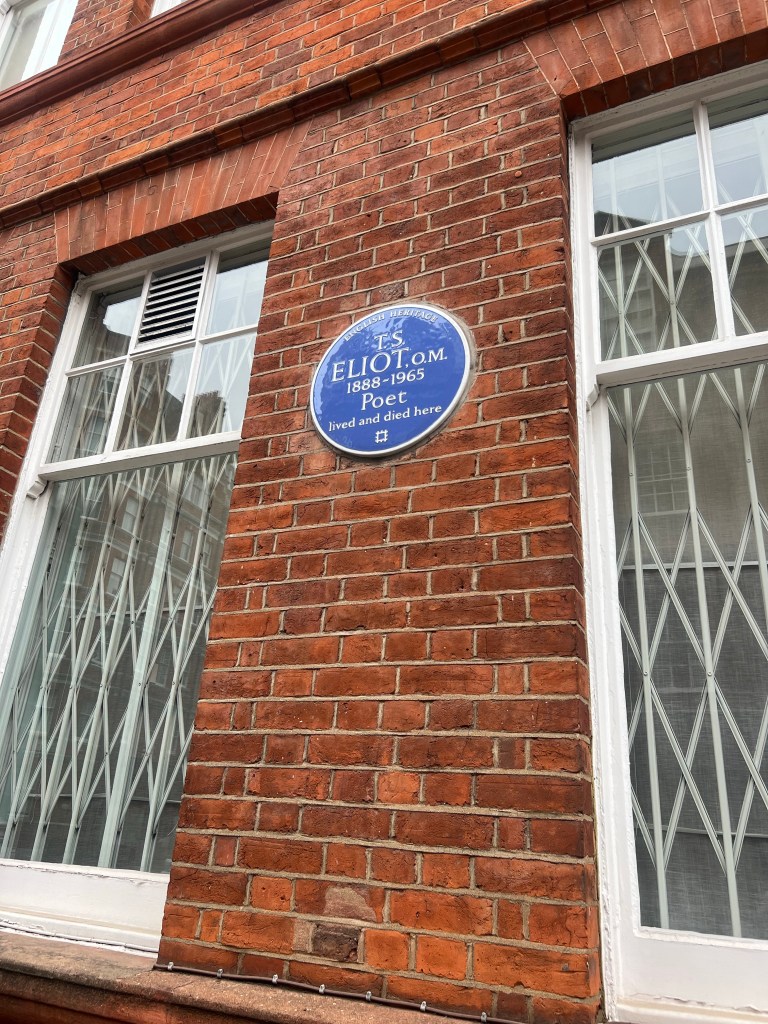 ENGLISH HERITAGE
T.S.
ELIOT, O.M.
1888-1965
Poet
lived and died here